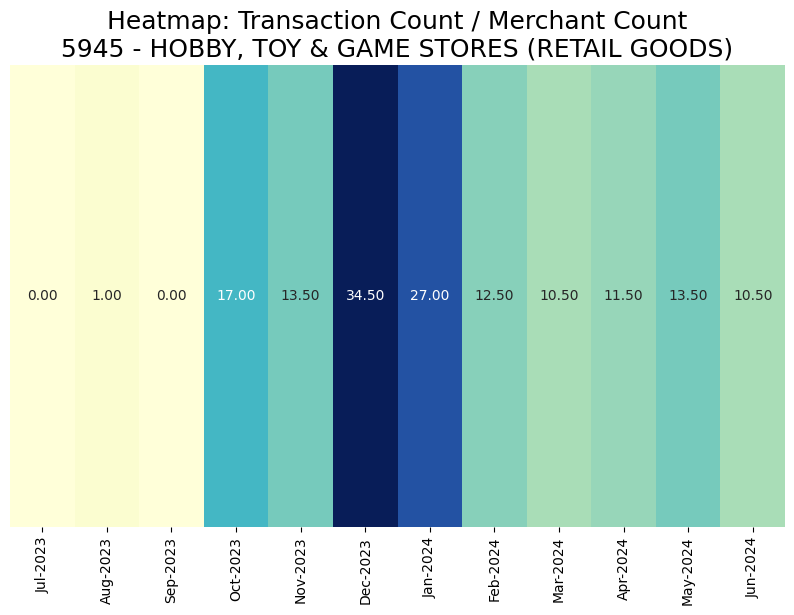 Heatmap: Transaction Count / Merchant Count
5945 - HOBBY, TOY & GAME STORES (RETAIL GOODS)
0.00 1.00 0.00 17.00 13.50 34.50 27.00 12.50 10.50 11.50 13.50 10.50
Jul-2023 Aug-2023 Sep-2023 Oct-2023 Nov-2023 Dec-2023 Jan-2024 Feb-2024 Mar-2024 Apr-2024 May-2024 Jun-2024